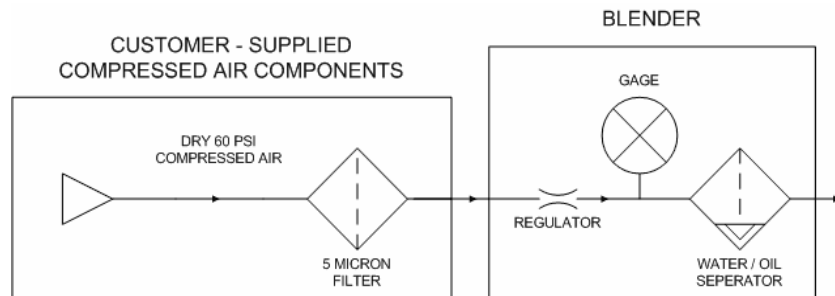 CUSTOMER - SUPPLIED
COMPRESSED AIR COMPONENTS
DRY 60 PSI
COMPRESSED AIR
5 MICRON
FILTER
BLENDER
GAGE
REGULATOR
WATER / OIL
SEPERATOR